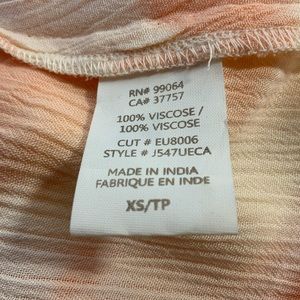 RN# 99064
CA# 37757
100% VISCOSE /
100% VISCOSE
CUT # EU8006
STYLE # J547UECA
MADE IN INDIA
FABRIQUE EN INDE
XS/TP